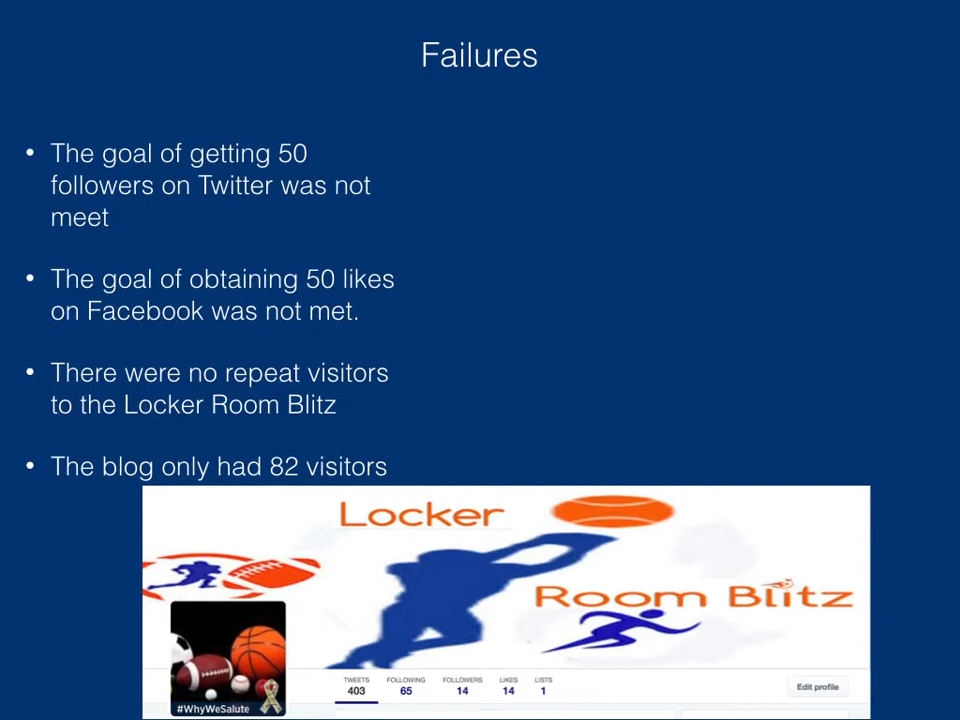 Failures
• The goal of getting 50
followers on Twitter was not
meet
• The goal of obtaining 50 likes
on Facebook was not met.
• There were no repeat visitors
to the Locker Room Blitz
• The blog only had 82 visitors
Locker
Room Blitz
TWEETS FOLLOWING FOLLOWERS LIKES LISTS
403 65 14 14 1
Edit profile
#WhyWeSalute